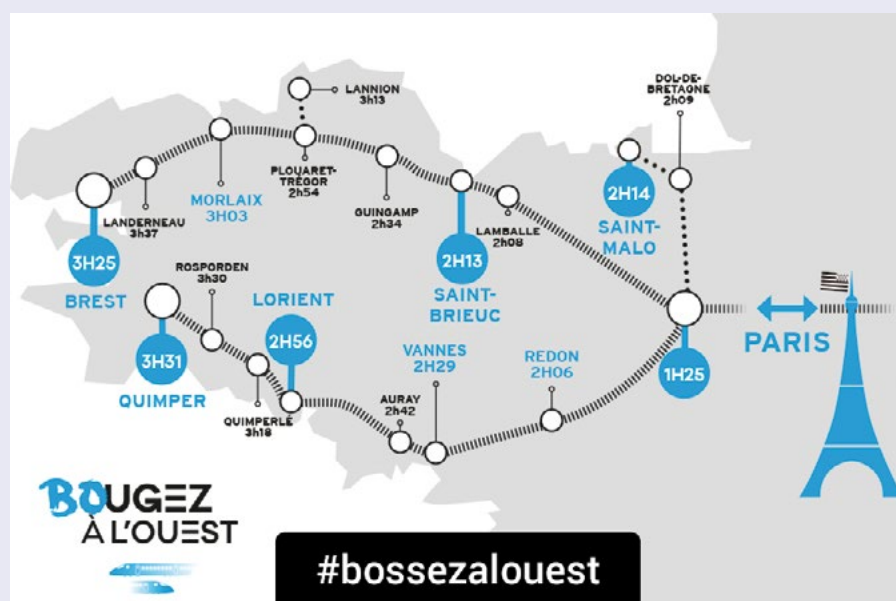 LANNION
3h13
DOL-DE-
BRETAGNE
2h09
PLOUARET-
TRÉGOR
2h54
MORLAIX
3H03
LANDERNEAU
3h37
GUINGAMP
2h34
LAMBALLE
2h08
2H14
SAINT-
MALO
3H25
BREST
2H13
SAINT-
BRIEUC
ROSPORDEN
3h30
LORIENT
2H56
3H31
QUIMPER
QUIMPERLÉ
3h18
AURAY
2h42
VANNES
2H29
REDON
2H06
1H25
PARIS
BOUGEZ
À L'OUEST
#bossezalouest